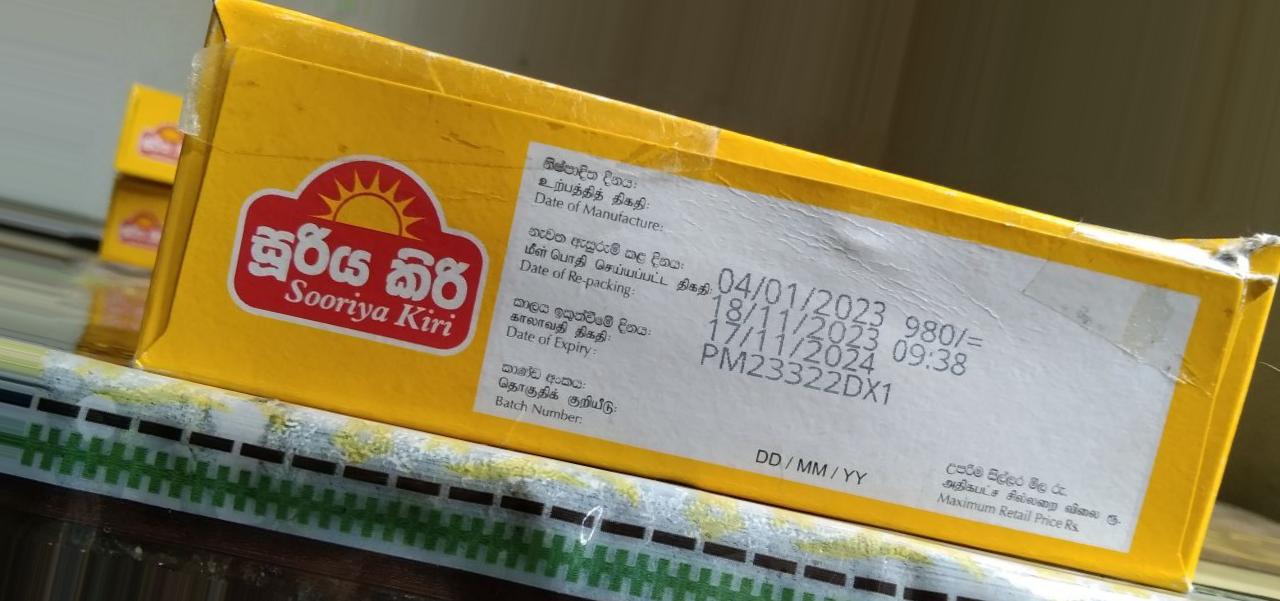 සූරිය කිරි
Sooriya Kiri
නිෂ්පාදිත දිනය:
உற்பத்தித் திகதி:
Date of Manufacture:
නැවත ඇසුරුම් කළ දිනය:
மீள் பொதி செய்யப்பட்ட திகதி:
Date of Re-packing:
කාලය ඉකුත්වීමේ දිනය:
காலாவதி திகதி:
Date of Expiry:
කාණ්ඩ අංකය:
தொகுதிக் குறியீடு:
Batch Number:
04/01/2023
18/11/2023 980/=
17/11/2024 09:38
PM23322DX1
DD / MM / YY
උපරිම සිල්ලර මිල රු.
அதிகபட்ச சில்லறை விலை ரூ.
Maximum Retail Price Rs.